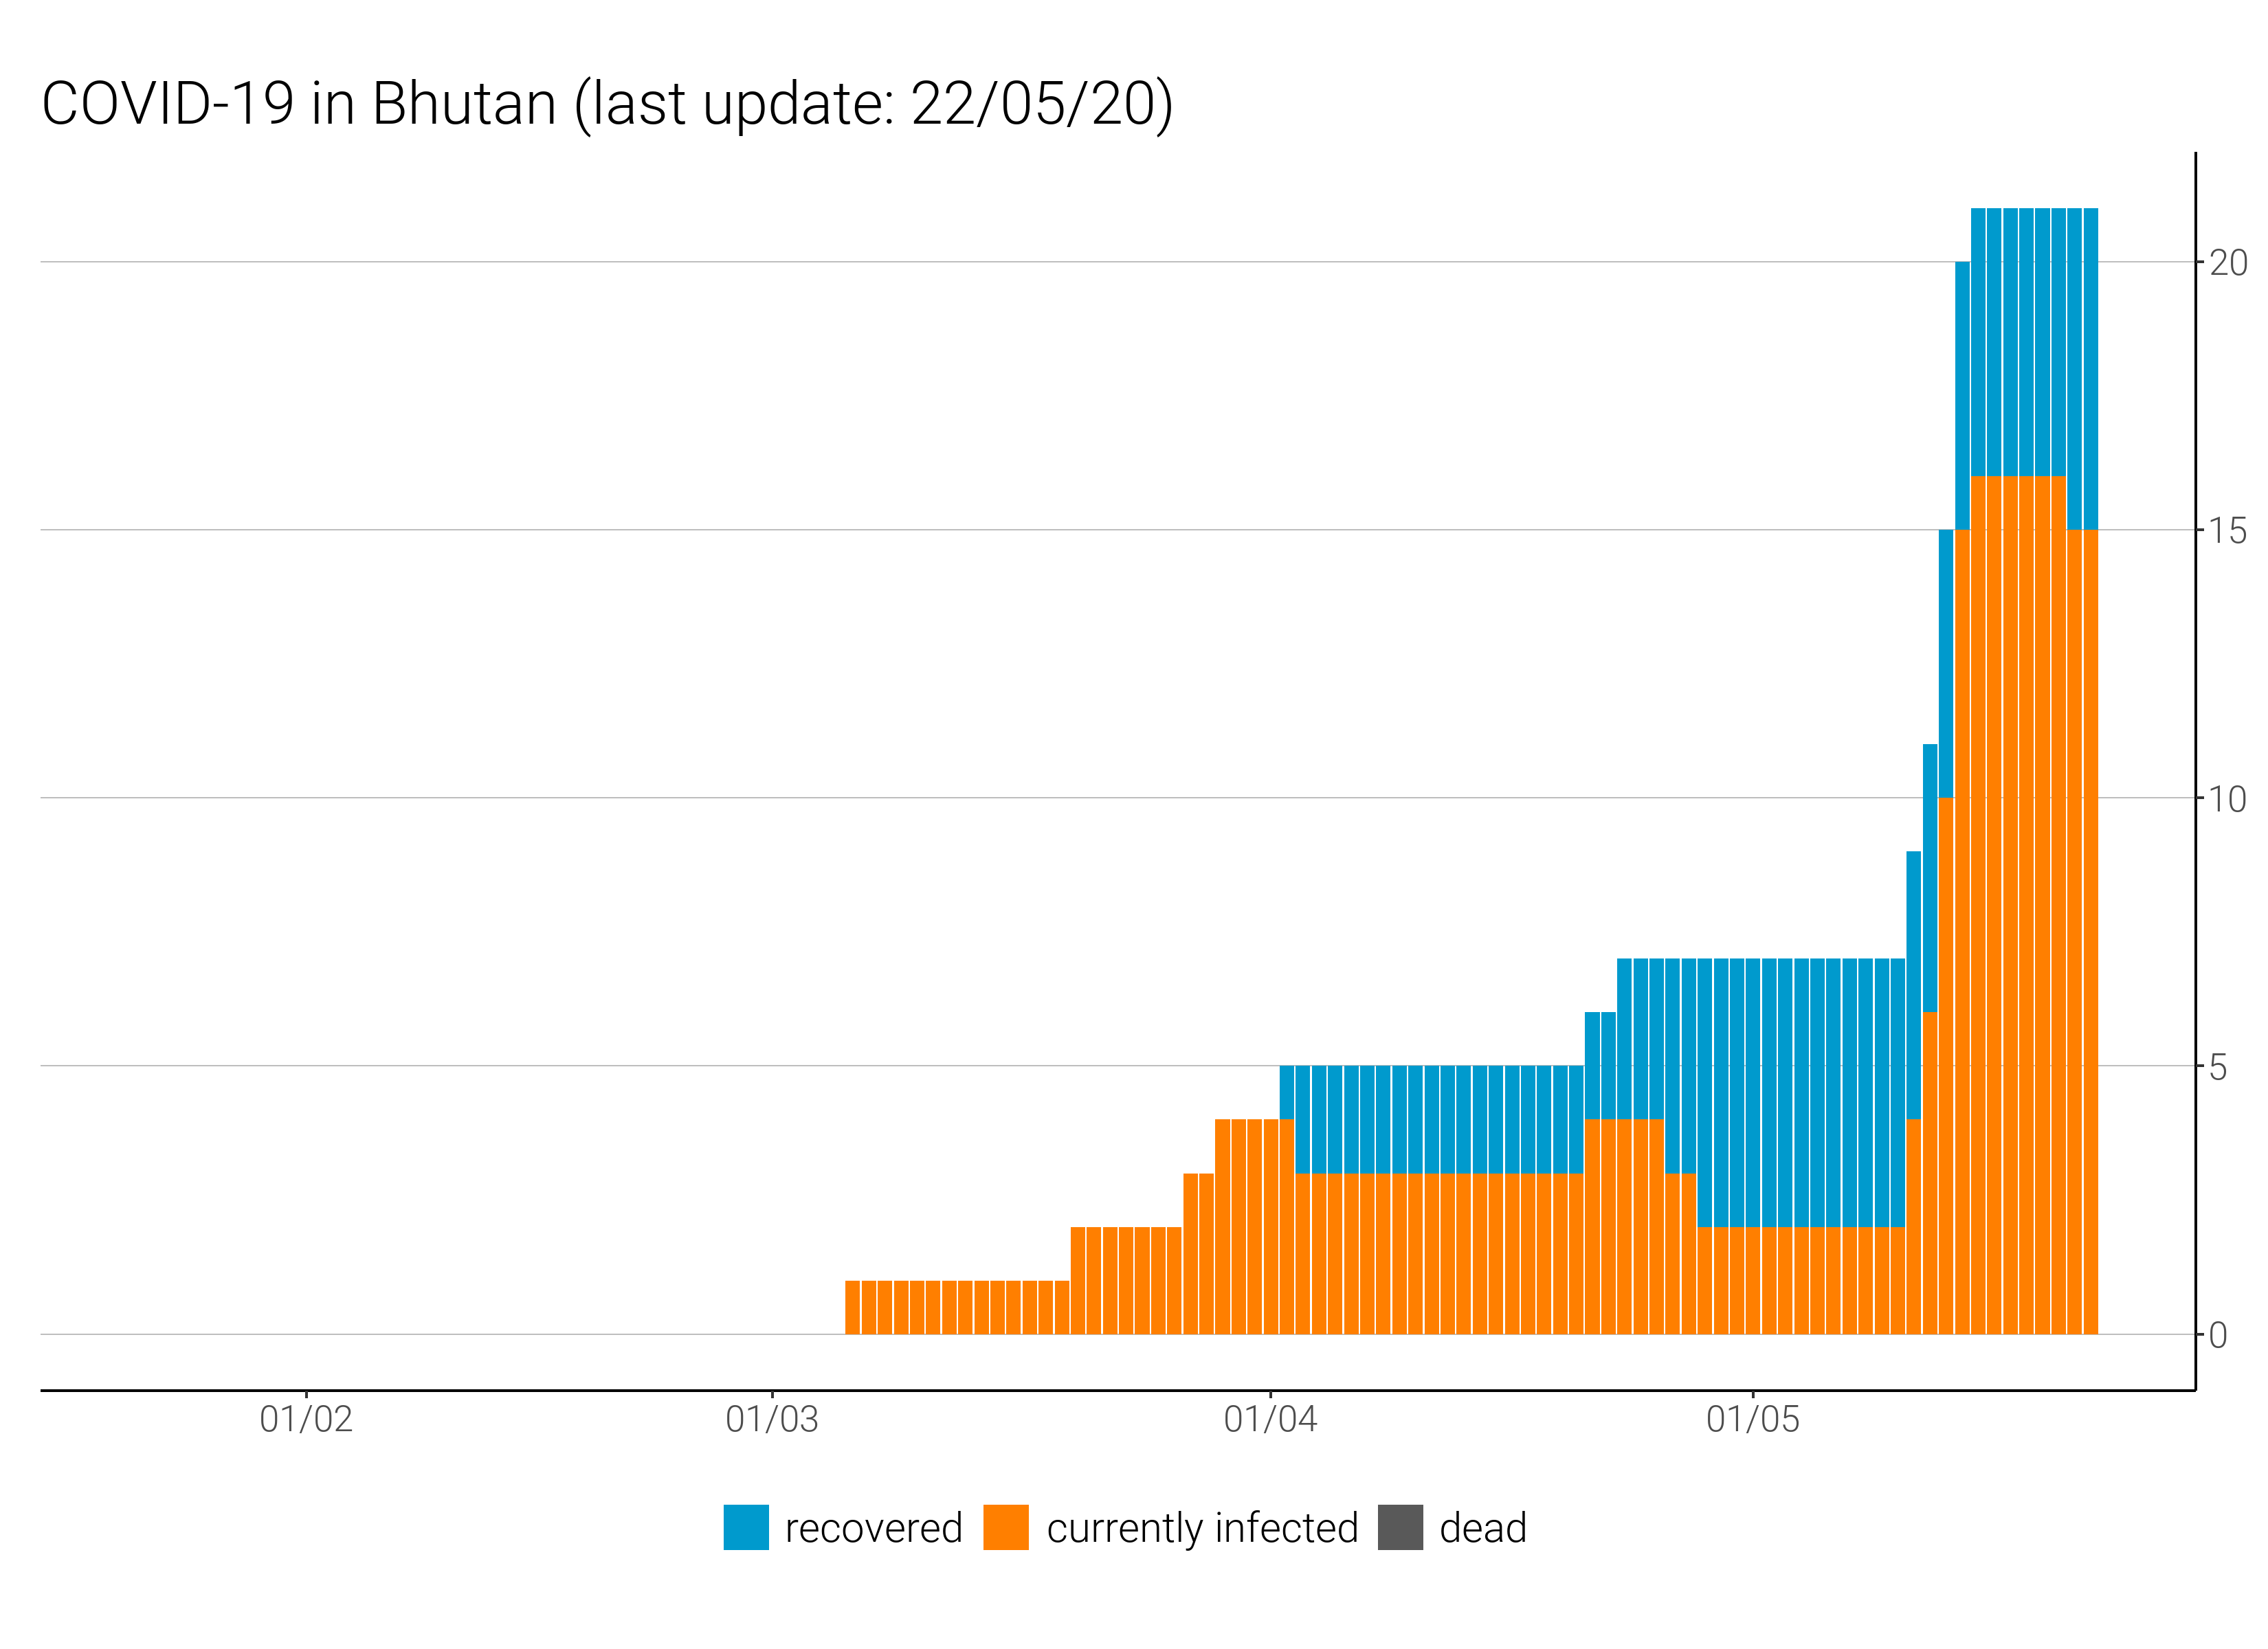 COVID-19 in Bhutan (last update: 22/05/20)
20
15
10
5
0
01/02 01/03 01/04 01/05
recovered currently infected dead